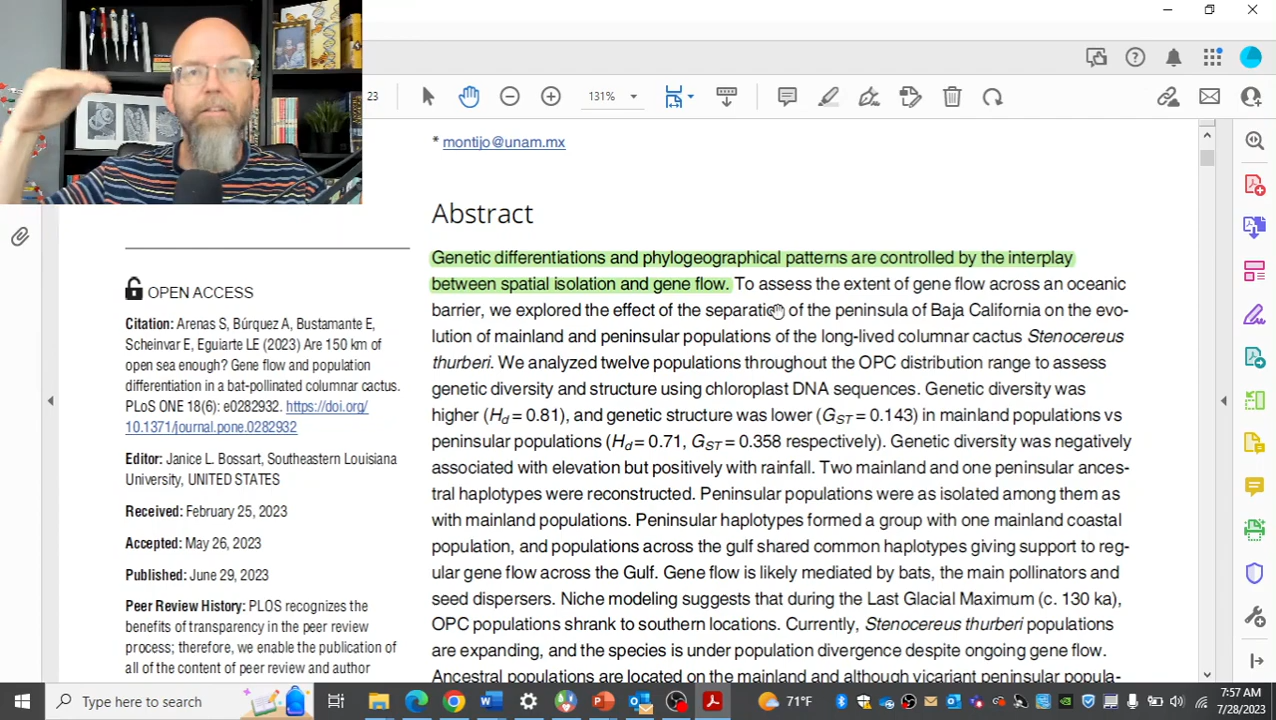 23
131%
* montijo@unam.mx
Abstract
Genetic differentiations and phylogeographical patterns are controlled by the interplay
between spatial isolation and gene flow. To assess the extent of gene flow across an oceanic
barrier, we explored the effect of the separation of the peninsula of Baja California on the evo-
lution of mainland and peninsular populations of the long-lived columnar cactus Stenocereus
thurberi. We analyzed twelve populations throughout the OPC distribution range to assess
genetic diversity and structure using chloroplast DNA sequences. Genetic diversity was
higher (Hd = 0.81), and genetic structure was lower (GST = 0.143) in mainland populations vs
peninsular populations (Hd = 0.71, GST = 0.358 respectively). Genetic diversity was negatively
associated with elevation but positively with rainfall. Two mainland and one peninsular ances-
tral haplotypes were reconstructed. Peninsular populations were as isolated among them as
with mainland populations. Peninsular haplotypes formed a group with one mainland coastal
population, and populations across the gulf shared common haplotypes giving support to reg-
ular gene flow across the Gulf. Gene flow is likely mediated by bats, the main pollinators and
seed dispersers. Niche modeling suggests that during the Last Glacial Maximum (c. 130 ka),
OPC populations shrank to southern locations. Currently, Stenocereus thurberi populations
are expanding, and the species is under population divergence despite ongoing gene flow.
Ancestral populations are located on the mainland and although vicariant peninsular popula-
OPEN ACCESS
Citation: Arenas S, Búrquez A, Bustamante E,
Scheinvar E, Eguiarte LE (2023) Are 150 km of
open sea enough? Gene flow and population
differentiation in a bat-pollinated columnar cactus.
PLoS ONE 18(6): e0282932. https://doi.org/
10.1371/journal.pone.0282932
Editor: Janice L. Bossart, Southeastern Louisiana
University, UNITED STATES
Received: February 25, 2023
Accepted: May 26, 2023
Published: June 29, 2023
Peer Review History: PLOS recognizes the
benefits of transparency in the peer review
process; therefore, we enable the publication of
all of the content of peer review and author
Type here to search
71°F
7:57 AM
7/28/2023